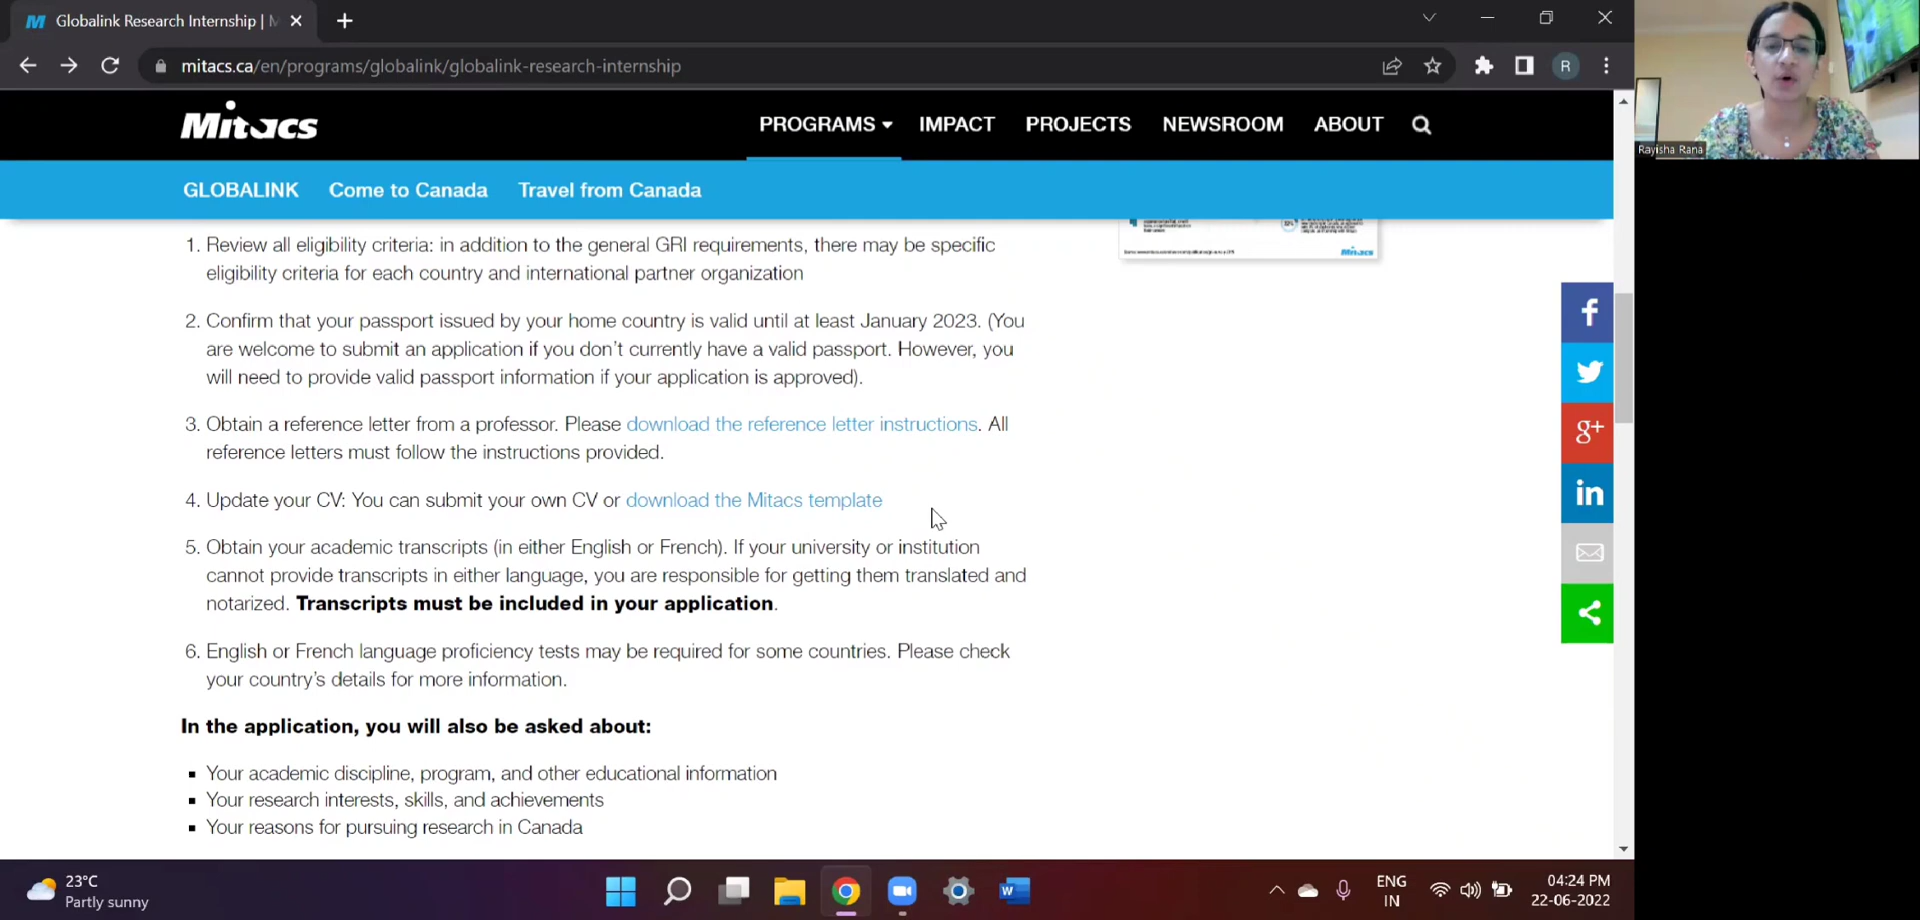 Globalink Research Internship | M
mitacs.ca/en/programs/globalink/globalink-research-internship
R
Mitacs
PROGRAMS IMPACT PROJECTS NEWSROOM ABOUT
GLOBALINK Come to Canada Travel from Canada
Mitacs
1. Review all eligibility criteria: in addition to the general GRI requirements, there may be specific
eligibility criteria for each country and international partner organization
2. Confirm that your passport issued by your home country is valid until at least January 2023. (You
are welcome to submit an application if you don't currently have a valid passport. However, you
will need to provide valid passport information if your application is approved).
3. Obtain a reference letter from a professor. Please download the reference letter instructions. All
reference letters must follow the instructions provided.
4. Update your CV: You can submit your own CV or download the Mitacs template
5. Obtain your academic transcripts (in either English or French). If your university or institution
cannot provide transcripts in either language, you are responsible for getting them translated and
notarized. Transcripts must be included in your application.
6. English or French language proficiency tests may be required for some countries. Please check
your country's details for more information.
In the application, you will also be asked about:
▪ Your academic discipline, program, and other educational information
▪ Your research interests, skills, and achievements
▪ Your reasons for pursuing research in Canada
f
g+
in
Rayisha Rana
23°C
Partly sunny
W
ENG
IN
04:24 PM
22-06-2022